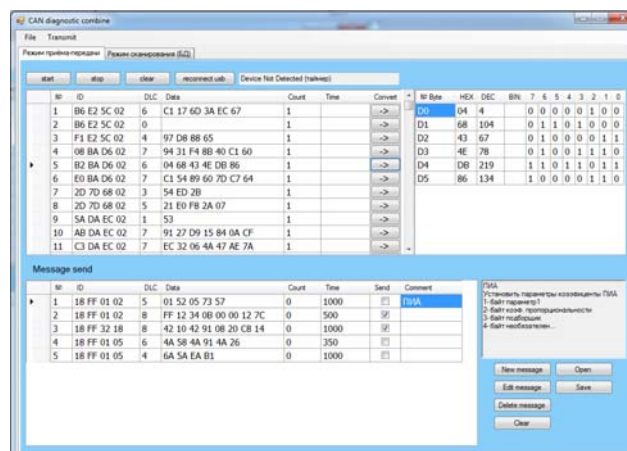 CAN diagnostic combine
File Transmit
Режим приёма передачи Режим сканирования (БД)
start stop clear reconnect usb Device Not Detected (таймер)
№ ID DLC Data Count Time Convert
1 B6 E2 5C 02 6 C1 17 6D 3A EC 67 1 ->
2 B6 E2 5C 02 0 1 ->
3 F1 E2 5C 02 4 97 D8 88 65 1 ->
4 08 BA D6 02 7 94 31 F4 8B 40 C1 60 1 ->
5 B2 BA D6 02 6 04 68 43 4E DB 86 1 ->
6 E0 BA D6 02 7 C1 54 89 60 7D C7 64 1 ->
7 2D 7D 68 02 3 54 ED 2B 1 ->
8 2D 7D 68 02 5 21 E0 F8 2A 07 1 ->
9 5A DA EC 02 1 53 1 ->
10 AB DA EC 02 7 91 27 D9 15 84 0A CF 1 ->
11 C3 DA EC 02 7 EC 32 06 4A 47 AE 7A 1 ->
№ Byte HEX DEC BIN: 7 6 5 4 3 2 1 0
D0 04 4 0 0 0 0 0 1 0 0
D1 68 104 0 1 1 0 1 0 0 0
D2 43 67 0 1 0 0 0 0 1 1
D3 4E 78 0 1 0 0 1 1 1 0
D4 DB 219 1 1 0 1 1 0 1 1
D5 86 134 1 0 0 0 0 1 1 0
Message send
№ ID DLC Data Count Time Send Comment
1 18 FF 01 02 5 01 52 05 73 57 0 1000 ПИА
2 18 FF 01 02 8 FF 12 34 0B 00 00 12 7C 0 500
3 18 FF 32 18 8 42 10 42 91 08 20 C8 14 0 1000
4 18 FF 01 05 6 4A 58 4A 91 4A 26 0 350
5 18 FF 01 05 4 6A 5A EA B1 0 1000
ПИА
Установить параметры коэффиценты ПИА
1-байт параметр1
2-байт коэф. пропорциональности
3-байт подборщик
4-байт необязателен...
New message Open
Edit message Save
Delete message
Clear